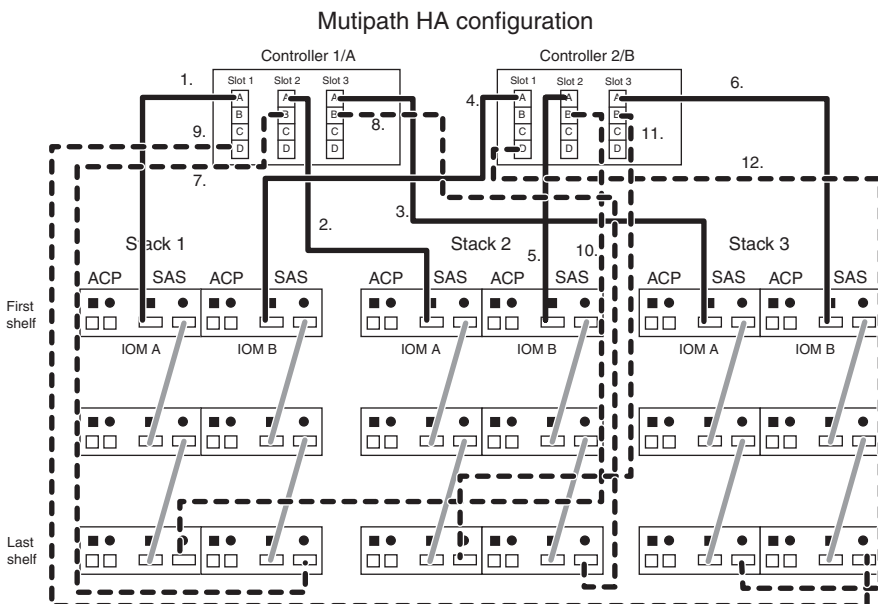 Mutipath HA configuration
Controller 1/A
Controller 2/B
1.
Slot 1
Slot 2
Slot 3
4.
Slot 1
Slot 2
Slot 3
6.
A
A
A
A
A
A
B
B
B
B
B
B
9.
C
C
C
8.
C
C
C
11.
D
D
D
D
D
D
7.
12.
2.
3.
5.
10.
Stack 1
Stack 2
Stack 3
ACP
SAS
ACP
SAS
ACP
SAS
ACP
SAS
ACP
SAS
ACP
SAS
First
shelf
IOM A
IOM B
IOM A
IOM B
IOM A
IOM B
Last
shelf